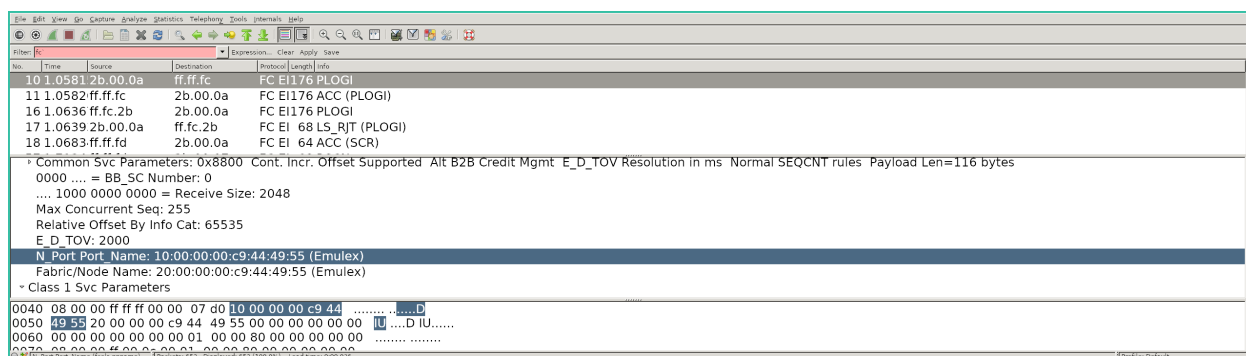 File Edit View Go Capture Analyze Statistics Telephony Tools Internals Help
Filter: fc Expression... Clear Apply Save
No. Time Source Destination Protocol Length Info
10 1.0581 2b.00.0a ff.ff.fc FC El 176 PLOGI
11 1.0582 ff.ff.fc 2b.00.0a FC El 176 ACC (PLOGI)
16 1.0636 ff.fc.2b 2b.00.0a FC El 176 PLOGI
17 1.0639 2b.00.0a ff.fc.2b FC El 68 LS_RJT (PLOGI)
18 1.0683 ff.ff.fd 2b.00.0a FC El 64 ACC (SCR)
Common Svc Parameters: 0x8800 Cont. Incr. Offset Supported Alt B2B Credit Mgmt E_D_TOV Resolution in ms Normal SEQCNT rules Payload Len=116 bytes
0000 .... = BB_SC Number: 0
.... 1000 0000 0000 = Receive Size: 2048
Max Concurrent Seq: 255
Relative Offset By Info Cat: 65535
E_D_TOV: 2000
N_Port Port_Name: 10:00:00:00:c9:44:49:55 (Emulex)
Fabric/Node Name: 20:00:00:00:c9:44:49:55 (Emulex)
Class 1 Svc Parameters
0040 08 00 00 ff ff ff 00 00 07 d0 10 00 00 00 c9 44 ........ .......D
0050 49 55 20 00 00 00 c9 44 49 55 00 00 00 00 00 00 IU ....D IU......
0060 00 00 00 00 00 00 00 01 00 00 80 00 00 00 00 00 ........ ........